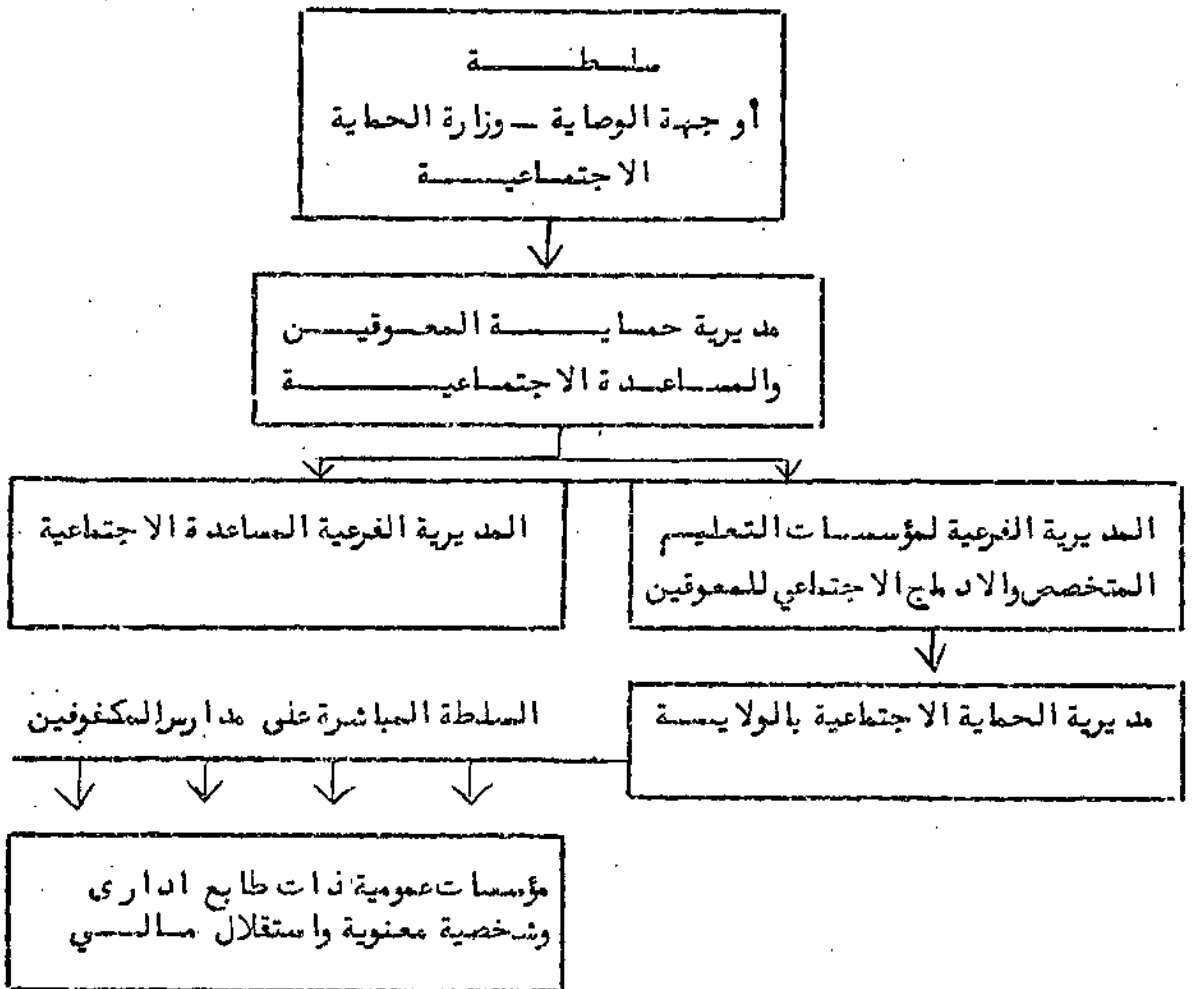 سلطة
أو جهة الوصاية – وزارة الحماية
الاجتماعية
مديرية حماية المعوقين
والمساعدة الاجتماعية
المديرية الفرعية لمؤسسات التعليم
المتخصص والادماج الاجتماعي للمعوقين
المديرية الفرعية المساعدة الاجتماعية
مديرية الحماية الاجتماعية بالولاية
السلطة المباشرة على مدارس المكفوفين
مؤسسات عمومية ذات طابع ادارى
وشخصية معنوية واستقلال مالي